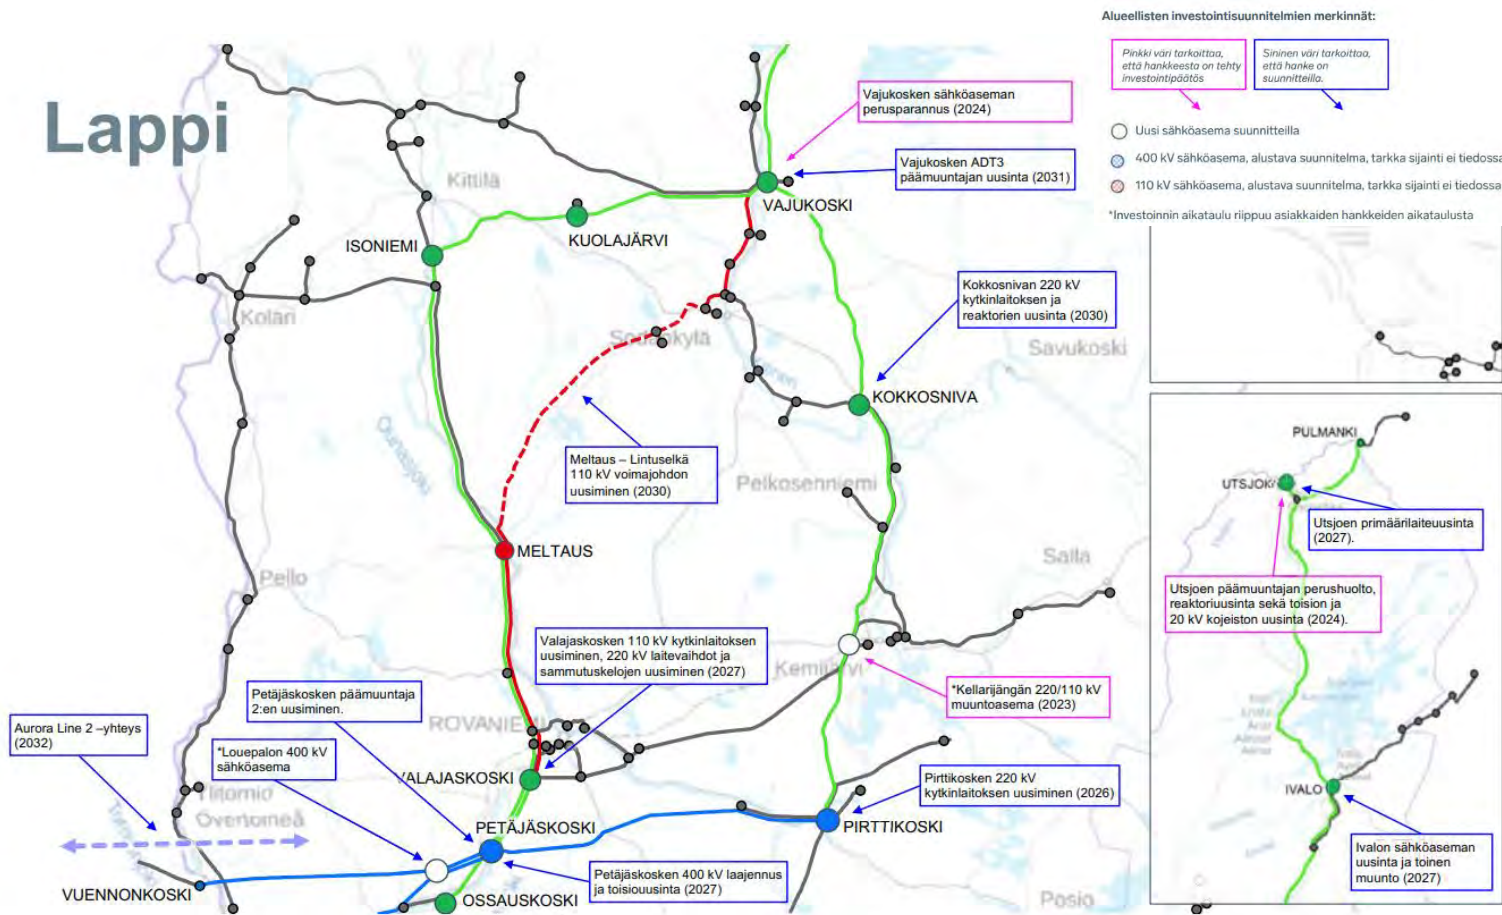 Alueellisten investointisuunnitelmien merkinnät:
Pinkki väri tarkoittaa,
että hankkeesta on tehty
investointipäätös
Sininen väri tarkoittaa,
että hanke on
suunnitteilla.
Uusi sähköasema suunnitteilla
400 kV sähköasema, alustava suunnitelma, tarkka sijainti ei tiedossa
110 kV sähköasema, alustava suunnitelma, tarkka sijainti ei tiedossa
*Investoinnin aikataulu riippuu asiakkaiden hankkeiden aikataulusta
Lappi
Vajukosken sähköaseman
perusparannus (2024)
Vajukosken ADT3
päämuuntajan uusinta (2031)
Kittilä
VAJUKOSKI
KUOLAJÄRVI
ISONIEMI
Kolari
Kokkosnivan 220 kV
kytkinlaitoksen ja
reaktorien uusinta (2030)
Sodankylä
Savukoski
KOKKOSNIVA
Ounasjoki
Meltaus – Lintuselkä
110 kV voimajohdon
uusiminen (2030)
Pelkosenniemi
PULMANKI
UTSJOKI
Utsjoen primäärilaiteuusinta
(2027).
MELTAUS
Salla
Pello
Utsjoen päämuuntajan perushuolto,
reaktoriuusinta sekä toision ja
20 kV kojeiston uusinta (2024).
Valajaskosken 110 kV kytkinlaitoksen
uusiminen, 220 kV laitevaihdot ja
sammutuskelojen uusiminen (2027)
Kemijärvi
*Kellarijängän 220/110 kV
muuntoasema (2023)
Petäjäskosken päämuuntaja
2:en uusiminen.
ROVANIEMI
Aurora Line 2 –yhteys
(2032)
*Louepalon 400 kV
sähköasema
VALAJASKOSKI
Pirttikosken 220 kV
kytkinlaitoksen uusiminen (2026)
IVALO
Övertorneå
PETÄJÄSKOSKI
PIRTTIKOSKI
Ivalon sähköaseman
uusinta ja toinen
muunto (2027)
Petäjäskosken 400 kV laajennus
ja toisiouusinta (2027)
VUENNONKOSKI
OSSAUSKOSKI
Posio